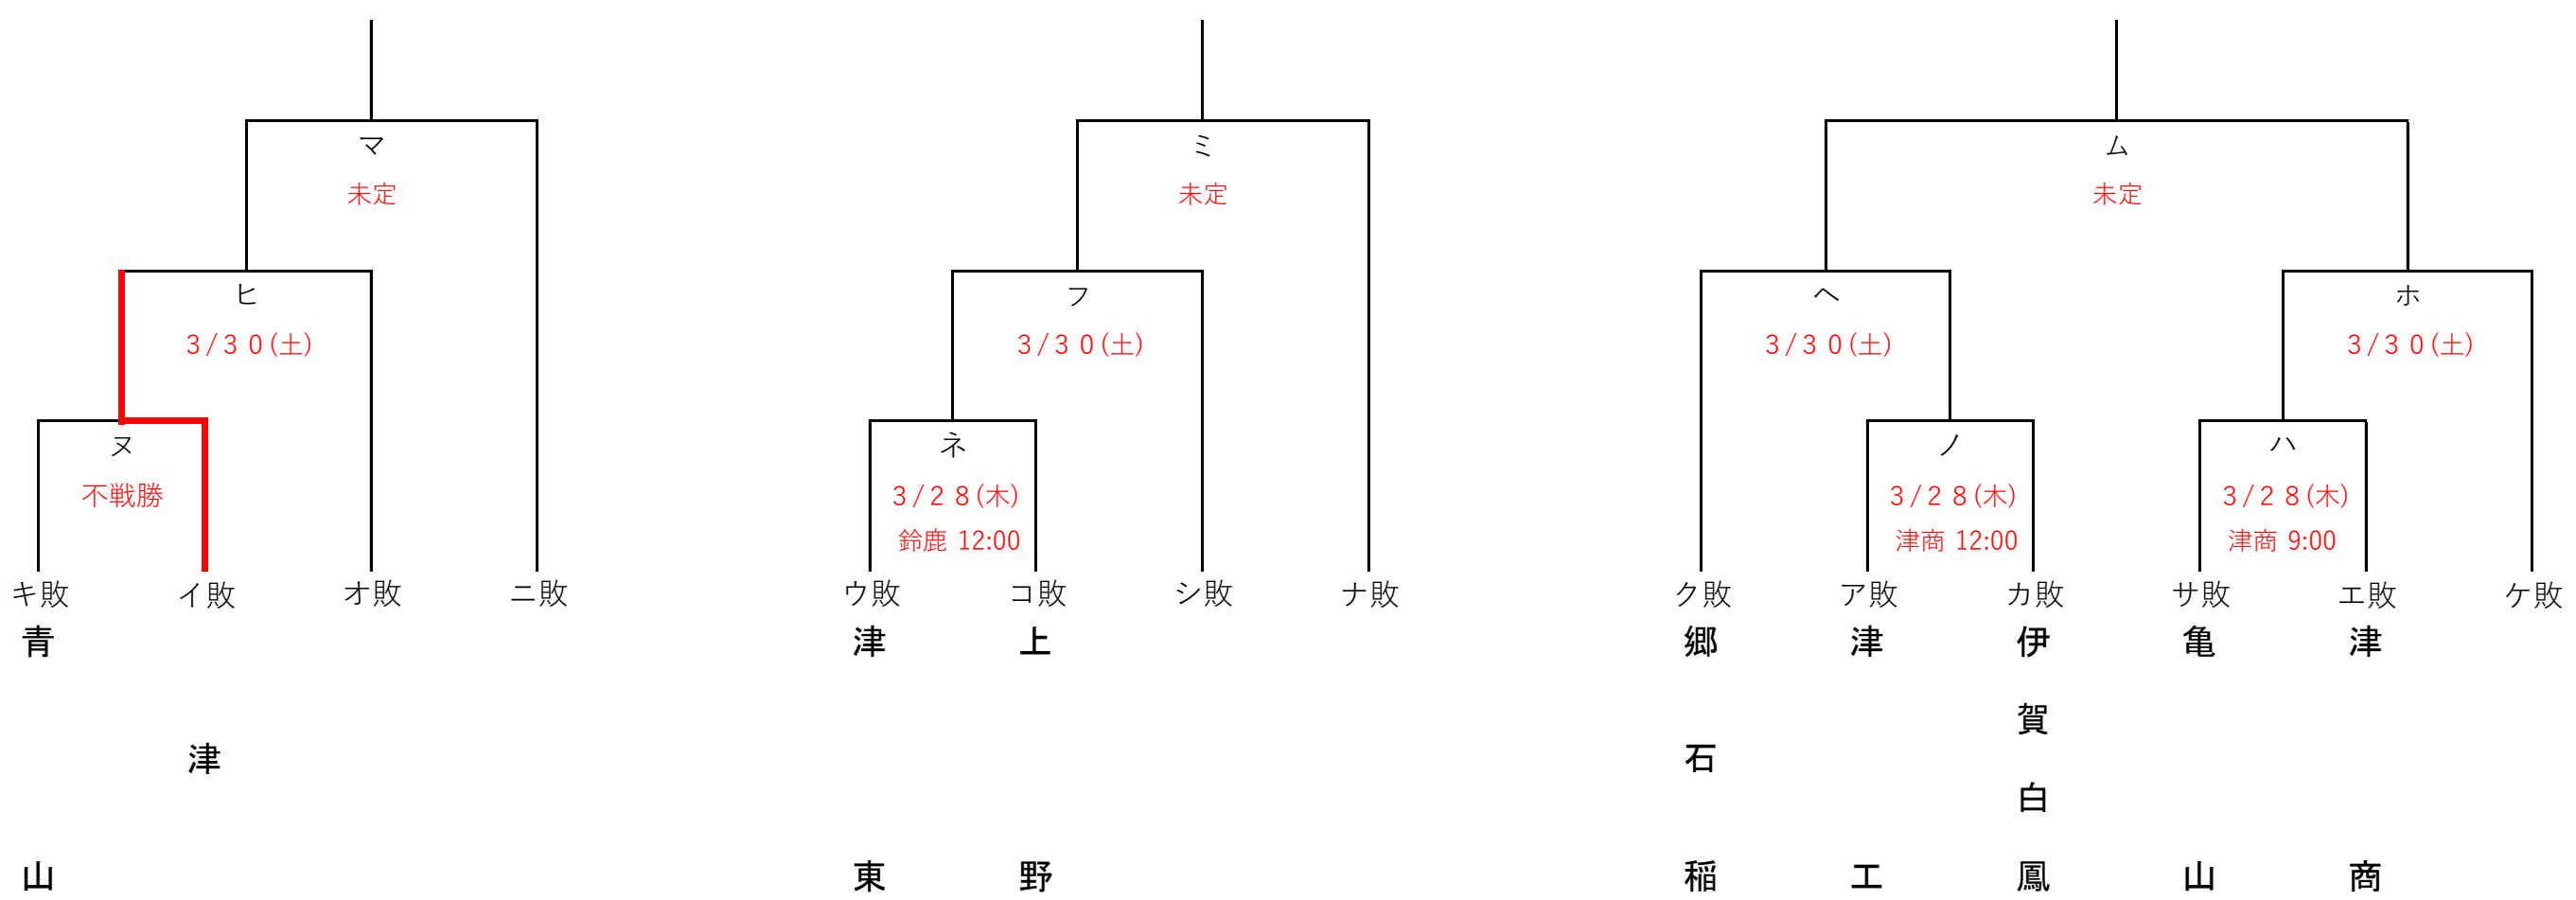 マ ミ ム
未定 未定 未定
ヒ フ ヘ ホ
3/30(土) 3/30(土) 3/30(土) 3/30(土)
ヌ ネ ノ ハ
不戦勝 3/28(木) 3/28(木) 3/28(木)
鈴鹿 12:00 津商 12:00 津商 9:00
キ敗 イ敗 オ敗 ニ敗 ウ敗 コ敗 シ敗 ナ敗 ク敗 ア敗 カ敗 サ敗 エ敗 ケ敗
青山
津
津東
上野
郷石稲
津工
伊賀白鳳
亀山
津商